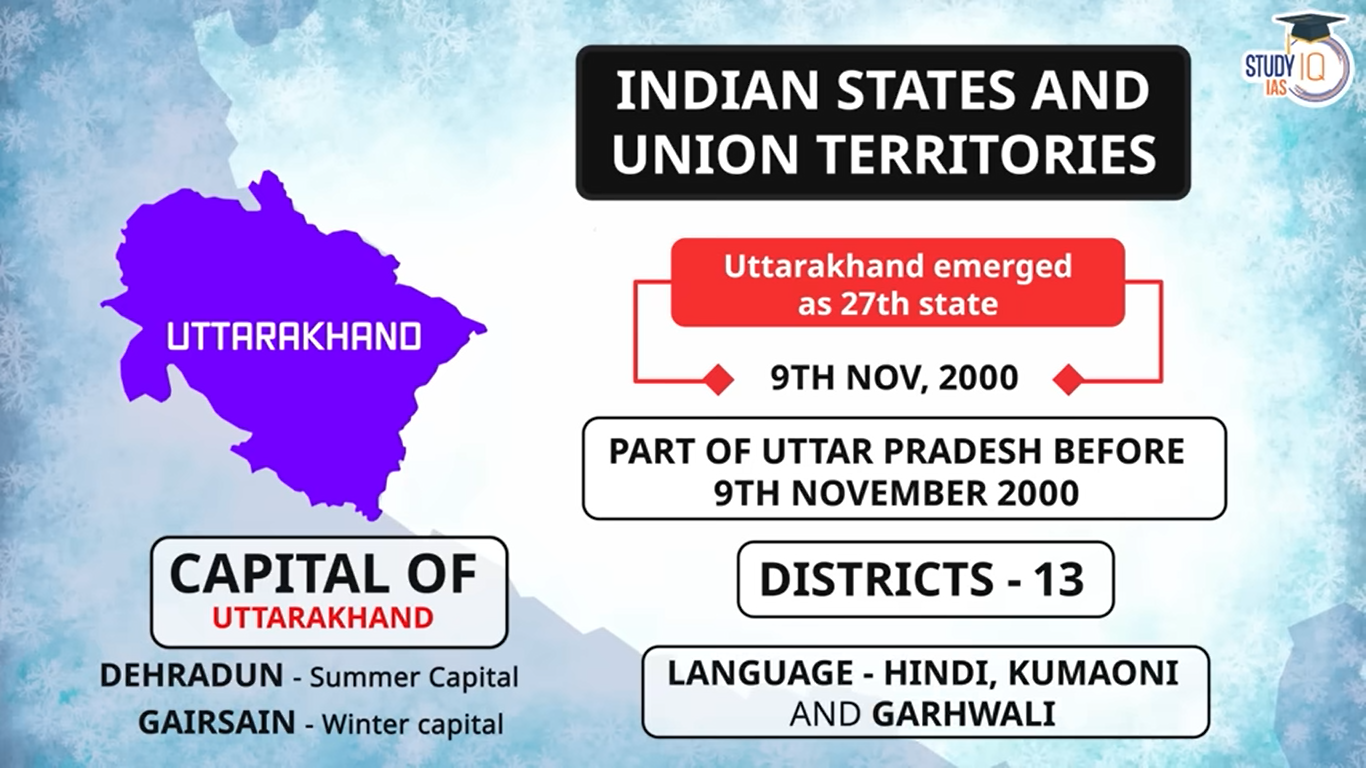 STUDY IQ
IAS
INDIAN STATES AND
UNION TERRITORIES
UTTARAKHAND
Uttarakhand emerged
as 27th state
9TH NOV, 2000
PART OF UTTAR PRADESH BEFORE
9TH NOVEMBER 2000
DISTRICTS - 13
LANGUAGE - HINDI, KUMAONI
AND GARHWALI
CAPITAL OF
UTTARAKHAND
DEHRADUN - Summer Capital
GAIRSAIN - Winter capital